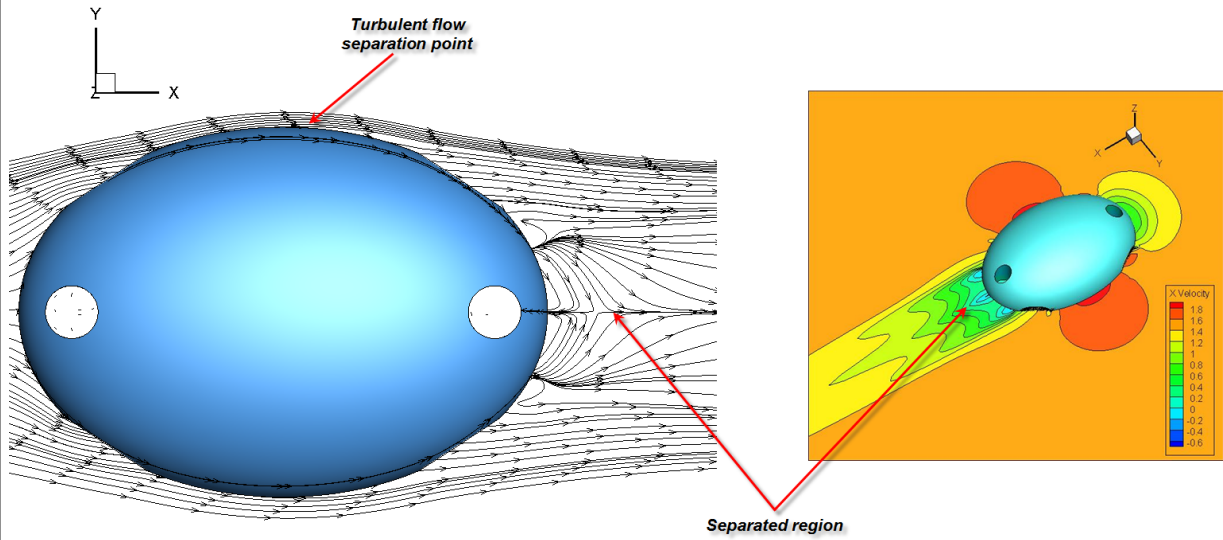 Turbulent flow
separation point
Y
Z
X
Z
X
Y
X Velocity
1.8
1.6
1.4
1.2
1
0.8
0.6
0.4
0.2
0
-0.2
-0.4
-0.6
Separated region